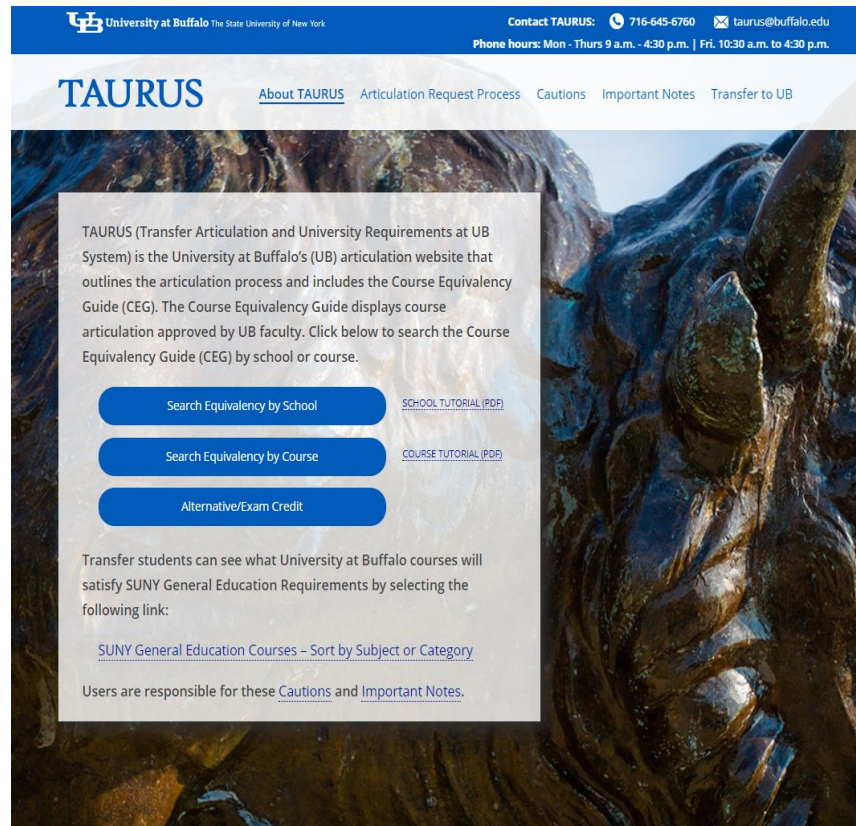 University at Buffalo The State University of New York
Contact TAURUS: 716-645-6760 taurus@buffalo.edu
Phone hours: Mon - Thurs 9 a.m. - 4:30 p.m. | Fri. 10:30 a.m. to 4:30 p.m.
TAURUS
About TAURUS Articulation Request Process Cautions Important Notes Transfer to UB
TAURUS (Transfer Articulation and University Requirements at UB
System) is the University at Buffalo's (UB) articulation website that
outlines the articulation process and includes the Course Equivalency
Guide (CEG). The Course Equivalency Guide displays course
articulation approved by UB faculty. Click below to search the Course
Equivalency Guide (CEG) by school or course.
Search Equivalency by School SCHOOL TUTORIAL (PDF)
Search Equivalency by Course COURSE TUTORIAL (PDF)
Alternative/Exam Credit
Transfer students can see what University at Buffalo courses will
satisfy SUNY General Education Requirements by selecting the
following link:
SUNY General Education Courses – Sort by Subject or Category
Users are responsible for these Cautions and Important Notes.